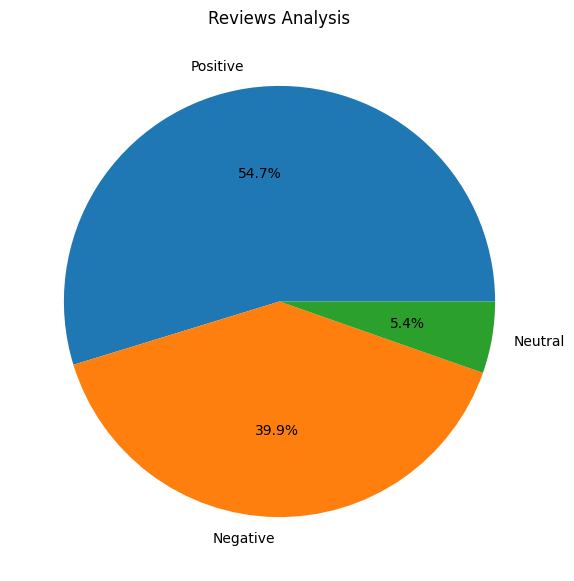 Reviews Analysis
Positive
54.7%
5.4%
Neutral
39.9%
Negative